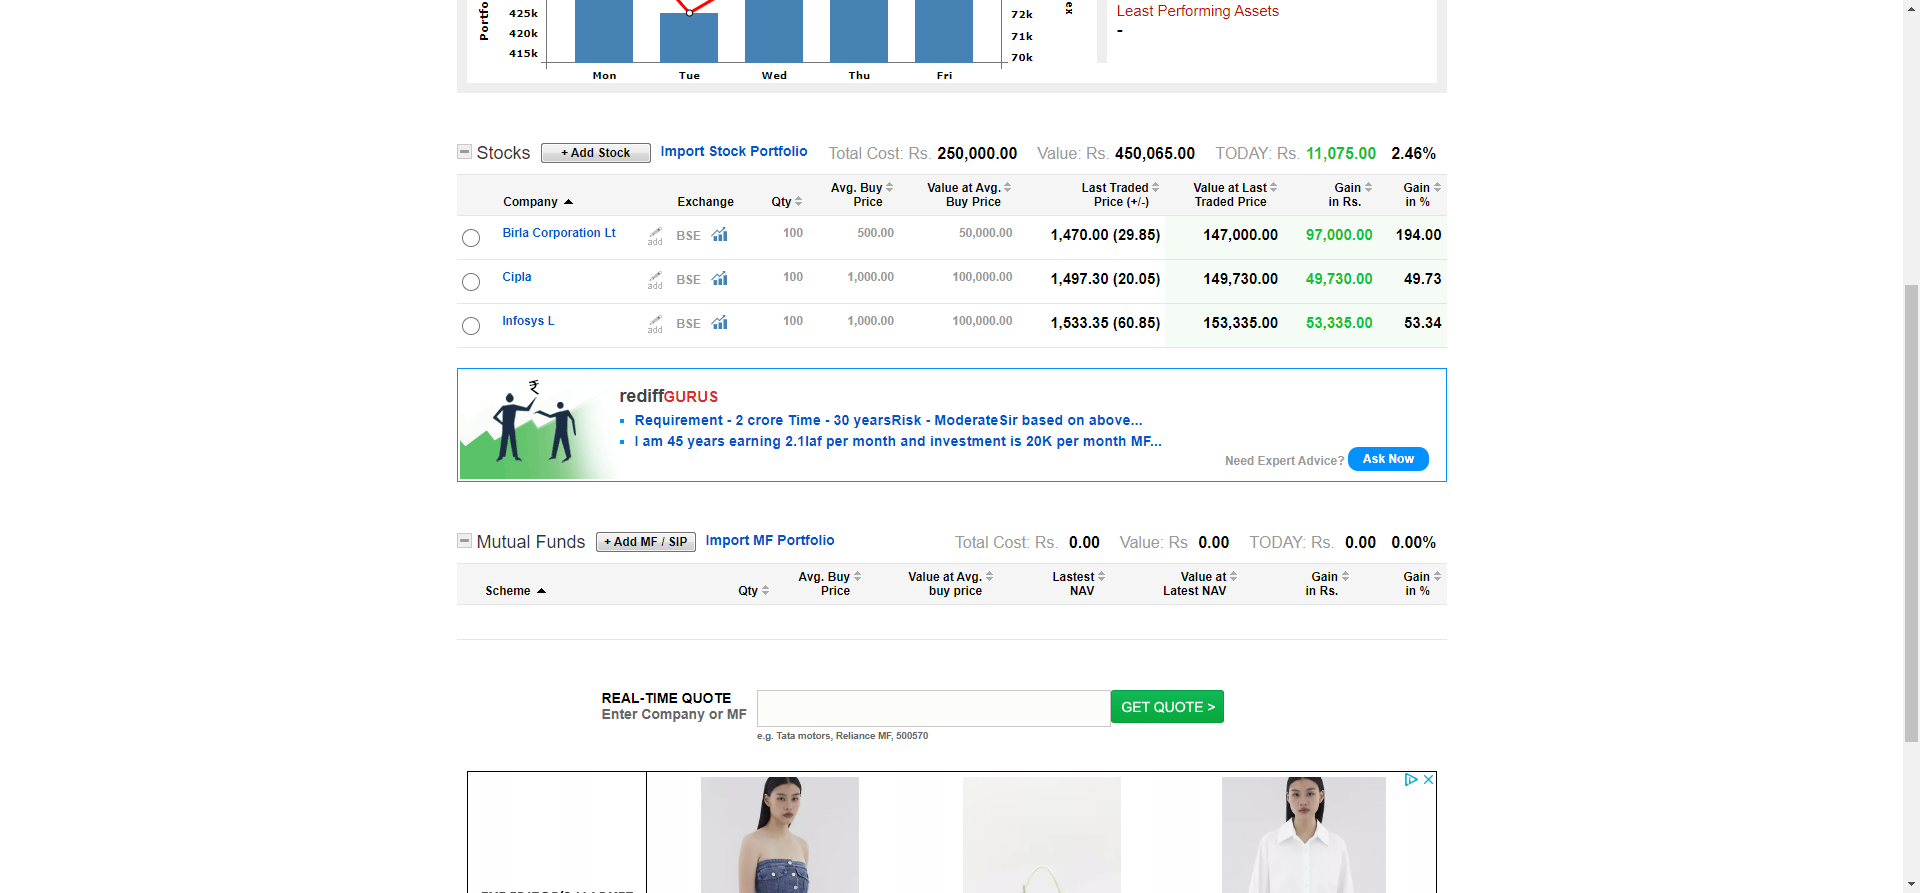 Portfo
425k
420k
415k
72k
71k
70k
ex
Mon Tue Wed Thu Fri
Least Performing Assets
-
Stocks + Add Stock Import Stock Portfolio Total Cost: Rs. 250,000.00 Value: Rs. 450,065.00 TODAY: Rs. 11,075.00 2.46%
Company Exchange Qty Avg. Buy Price Value at Avg. Buy Price Last Traded Price (+/-) Value at Last Traded Price Gain in Rs. Gain in %
Birla Corporation Lt add BSE 100 500.00 50,000.00 1,470.00 (29.85) 147,000.00 97,000.00 194.00
Cipla add BSE 100 1,000.00 100,000.00 1,497.30 (20.05) 149,730.00 49,730.00 49.73
Infosys L add BSE 100 1,000.00 100,000.00 1,533.35 (60.85) 153,335.00 53,335.00 53.34
₹
rediffGURUS
Requirement - 2 crore Time - 30 yearsRisk - ModerateSir based on above...
I am 45 years earning 2.1laf per month and investment is 20K per month MF...
Need Expert Advice? Ask Now
Mutual Funds + Add MF / SIP Import MF Portfolio Total Cost: Rs. 0.00 Value: Rs 0.00 TODAY: Rs. 0.00 0.00%
Scheme Qty Avg. Buy Price Value at Avg. buy price Lastest NAV Value at Latest NAV Gain in Rs. Gain in %
REAL-TIME QUOTE
Enter Company or MF
GET QUOTE >
e.g. Tata motors, Reliance MF, 500570